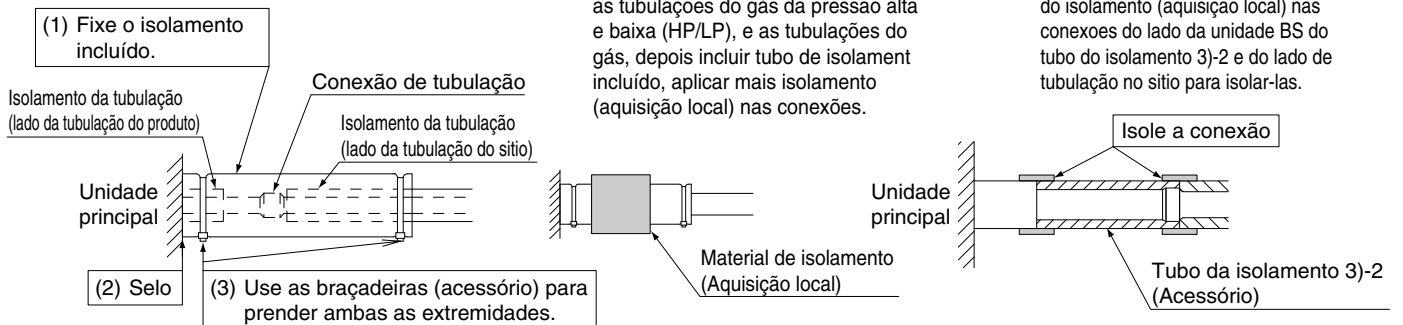 (1) Fixe o isolamento
incluído.
Conexão de tubulação
Isolamento da tubulação
(lado da tubulação do produto)
Isolamento da tubulação
(lado da tubulação do sitio)
Unidade
principal
(2) Selo
(3) Use as braçadeiras (acessório) para
prender ambas as extremidades.
as tubulações do gás da pressão alta
e baixa (HP/LP), e as tubulações do
gás, depois incluir tubo de isolament
incluído, aplicar mais isolamento
(aquisição local) nas conexões.
Material de isolamento
(Aquisição local)
do isolamento (aquisição local) nas
conexoes do lado da unidade BS do
tubo do isolamento 3)-2 e do lado de
tubulação no sitio para isolar-las.
Isole a conexão
Unidade
principal
Tubo da isolamento 3)-2
(Acessório)